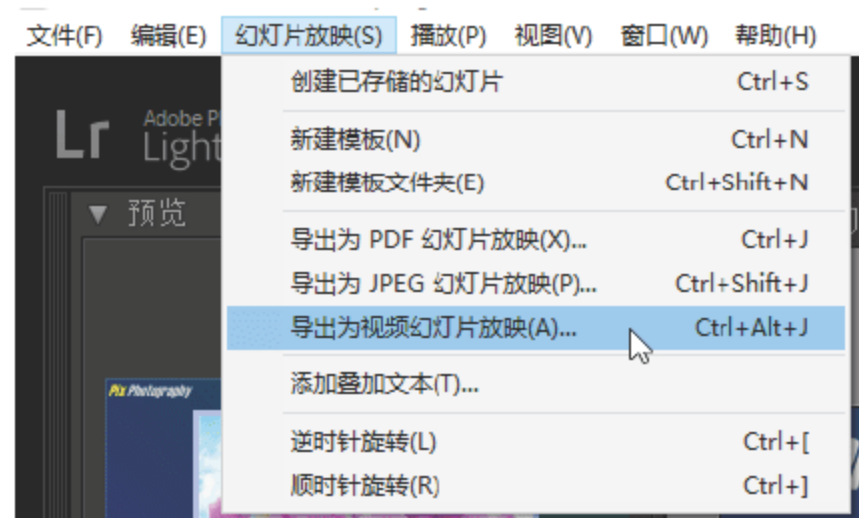 文件(F) 编辑(E) 幻灯片放映(S) 播放(P) 视图(V) 窗口(W) 帮助(H)
创建已存储的幻灯片 Ctrl+S
Lr Adobe P
Light
新建模板(N) Ctrl+N
新建模板文件夹(E) Ctrl+Shift+N
▼ 预览
导出为 PDF 幻灯片放映(X)... Ctrl+J
导出为 JPEG 幻灯片放映(P)... Ctrl+Shift+J
导出为视频幻灯片放映(A)... Ctrl+Alt+J
添加叠加文本(T)...
Pix Photography
逆时针旋转(L) Ctrl+[
顺时针旋转(R) Ctrl+]